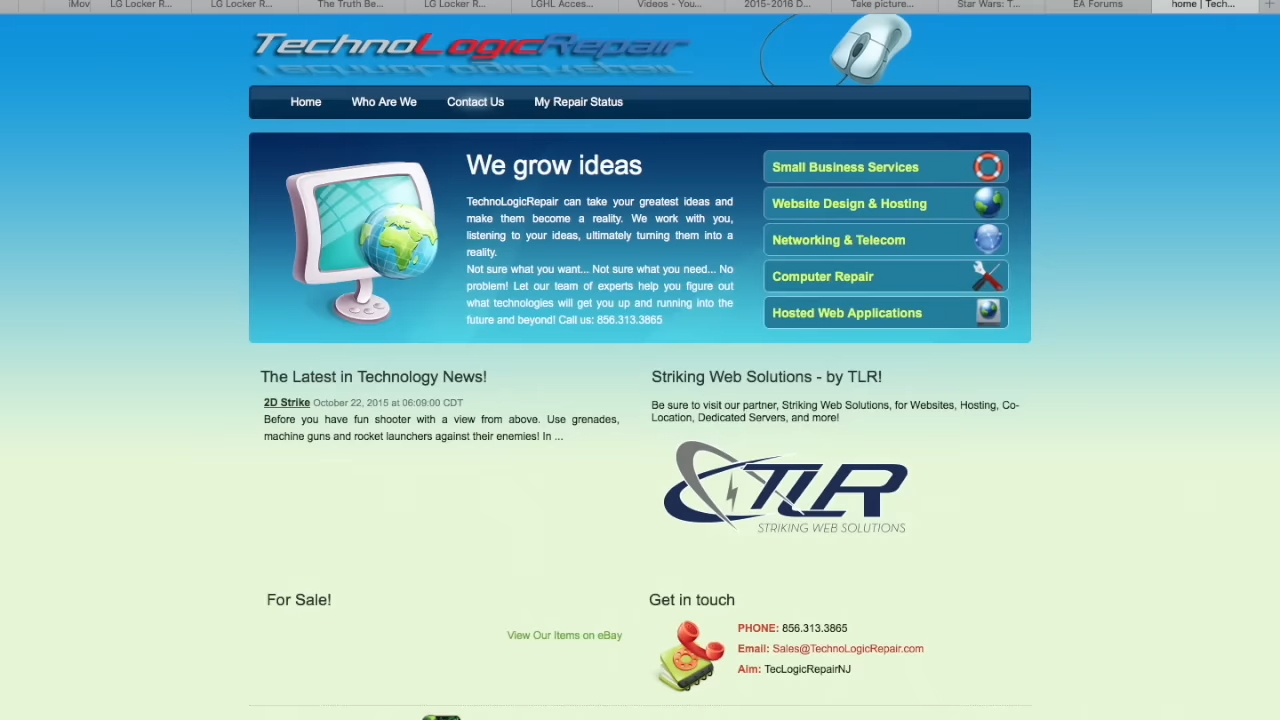 iMov
LG Locker R...
LG Locker R...
The Truth Be...
LG Locker R...
LGHL Acces...
Videos - You...
2015-2016 D...
Take picture...
Star Wars: T...
EA Forums
home | Tech...
TechnoLogicRepair
Home
Who Are We
Contact Us
My Repair Status
We grow ideas
TechnoLogicRepair can take your greatest ideas and
make them become a reality. We work with you,
listening to your ideas, ultimately turning them into a
reality.
Not sure what you want... Not sure what you need... No
problem! Let our team of experts help you figure out
what technologies will get you up and running into the
future and beyond! Call us: 856.313.3865
Small Business Services
Website Design & Hosting
Networking & Telecom
Computer Repair
Hosted Web Applications
The Latest in Technology News!
2D Strike October 22, 2015 at 06:09:00 CDT
Before you have fun shooter with a view from above. Use grenades,
machine guns and rocket launchers against their enemies! In ...
Striking Web Solutions - by TLR!
Be sure to visit our partner, Striking Web Solutions, for Websites, Hosting, Co-
Location, Dedicated Servers, and more!
TLR
STRIKING WEB SOLUTIONS
For Sale!
View Our Items on eBay
Get in touch
PHONE: 856.313.3865
Email: Sales@TechnoLogicRepair.com
Aim: TecLogicRepairNJ